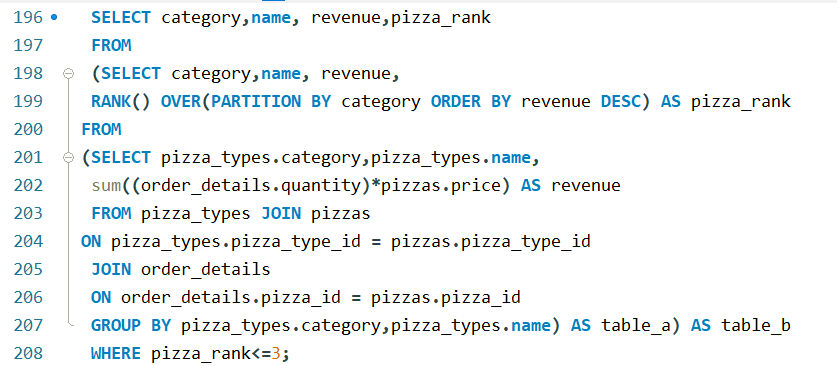 196 SELECT category,name, revenue,pizza_rank
197 FROM
198 (SELECT category,name, revenue,
199 RANK() OVER(PARTITION BY category ORDER BY revenue DESC) AS pizza_rank
200 FROM
201 (SELECT pizza_types.category,pizza_types.name,
202 sum((order_details.quantity)*pizzas.price) AS revenue
203 FROM pizza_types JOIN pizzas
204 ON pizza_types.pizza_type_id = pizzas.pizza_type_id
205 JOIN order_details
206 ON order_details.pizza_id = pizzas.pizza_id
207 GROUP BY pizza_types.category,pizza_types.name) AS table_a) AS table_b
208 WHERE pizza_rank<=3;